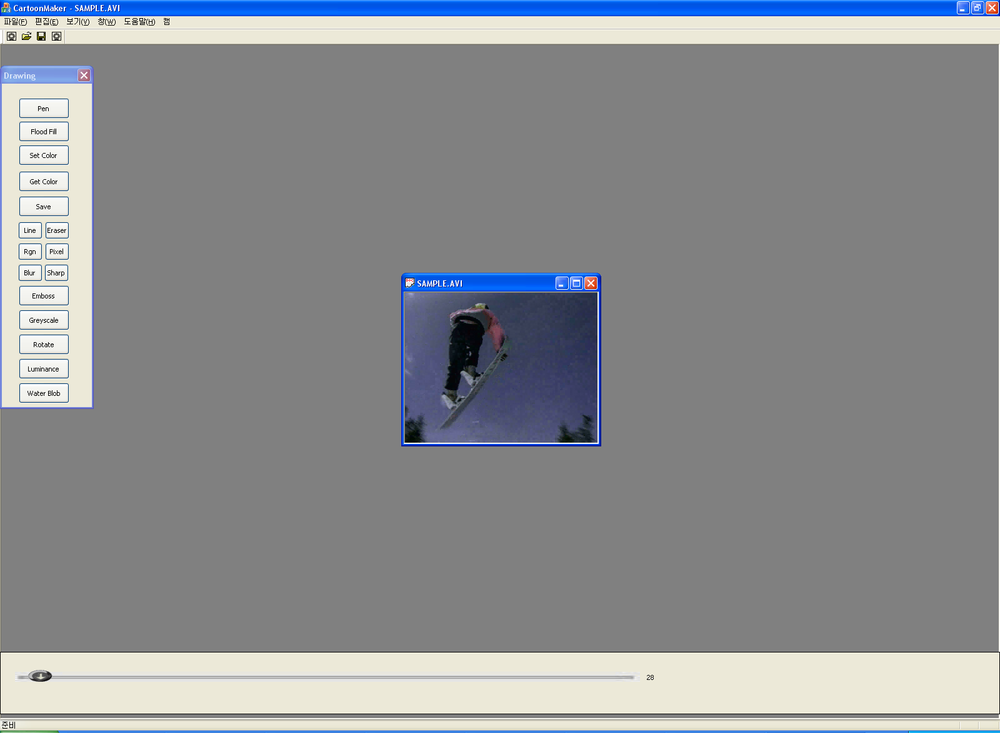 CartoonMaker - SAMPLE.AVI
파일(F) 편집(E) 보기(V) 창(W) 도움말(H) 캠
Drawing
Pen
Flood Fill
Set Color
Get Color
Save
Line Eraser
Rgn Pixel
Blur Sharp
Emboss
Greyscale
Rotate
Luminance
Water Blob
DOC SAMPLE.AVI
28
준비